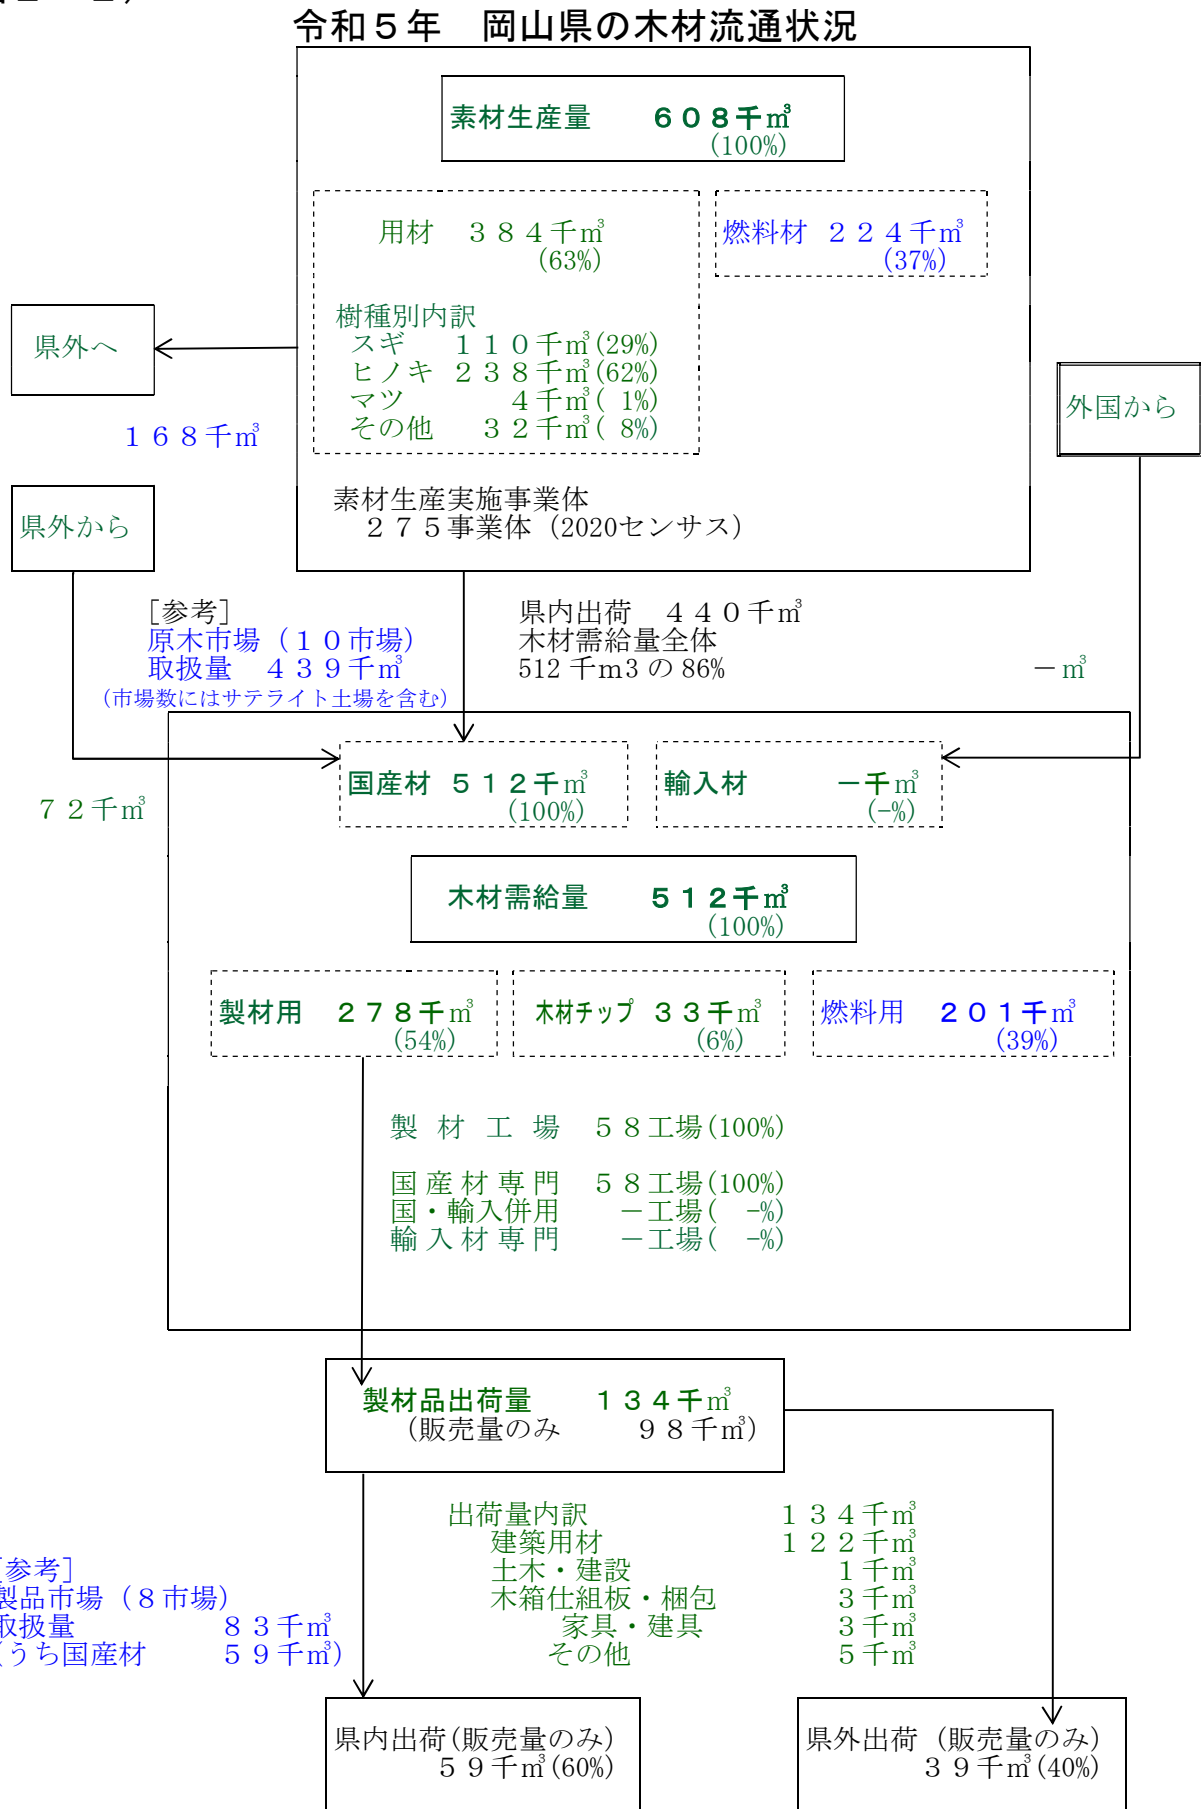 令和５年　岡山県の木材流通状況
素材生産量　６０８千㎥
(100%)
用材　３８４千㎥
(63%)
燃料材　２２４千㎥
(37%)
樹種別内訳
スギ　１１０千㎥(29%)
ヒノキ　２３８千㎥(62%)
マツ　４千㎥( 1%)
その他　３２千㎥( 8%)
素材生産実施事業体
２７５事業体（2020センサス）
県外へ
１６８千㎥
外国から
県外から
[参考]
原木市場（１０市場）
取扱量　４３９千㎥
（市場数にはサテライト土場を含む）
県内出荷　４４０千㎥
木材需給量全体
512 千m3 の 86%
－㎥
７２千㎥
国産材　５１２千㎥
(100%)
輸入材　－千㎥
(-%)
木材需給量　５１２千㎥
(100%)
製材用　２７８千㎥
(54%)
木材チップ　３３千㎥
(6%)
燃料用　２０１千㎥
(39%)
製材工場　５８工場(100%)
国産材専門　５８工場(100%)
国・輸入併用　－工場(　-%)
輸入材専門　－工場(　-%)
製材品出荷量　１３４千㎥
（販売量のみ　９８千㎥）
出荷量内訳　１３４千㎥
建築用材　１２２千㎥
土木・建設　１千㎥
木箱仕組板・梱包　３千㎥
家具・建具　３千㎥
その他　５千㎥
[参考]
製品市場（８市場）
取扱量　８３千㎥
（うち国産材　５９千㎥）
県内出荷（販売量のみ）
５９千㎥(60%)
県外出荷（販売量のみ）
３９千㎥(40%)